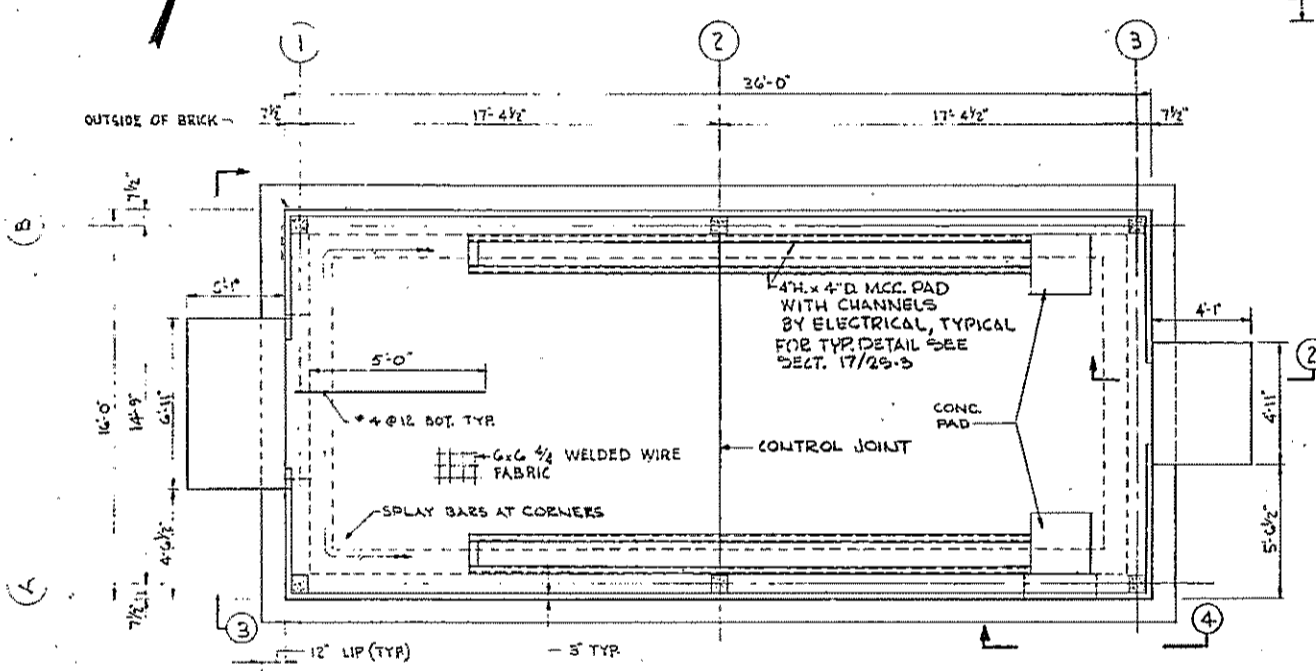 1
2
3
36'-0"
OUTSIDE OF BRICK
7½"
17'-4½"
17'-4½"
7½"
7½"
B
4"H. x 4" D. M.C.C. PAD
WITH CHANNELS
BY ELECTRICAL, TYPICAL
FOR TYP. DETAIL SEE
SECT. 17/25-3
4'-1"
5'-0"
2
16'-0"
14'-9"
6'-11"
#4 @ 12 BOT. TYP.
CONC.
PAD
4'-11"
CONTROL JOINT
6x6 4/4 WELDED WIRE
FABRIC
SPLAY BARS AT CORNERS
4'-6½"
5'-6½"
A
7½"
3
4
12" LIP (TYP)
TYP.